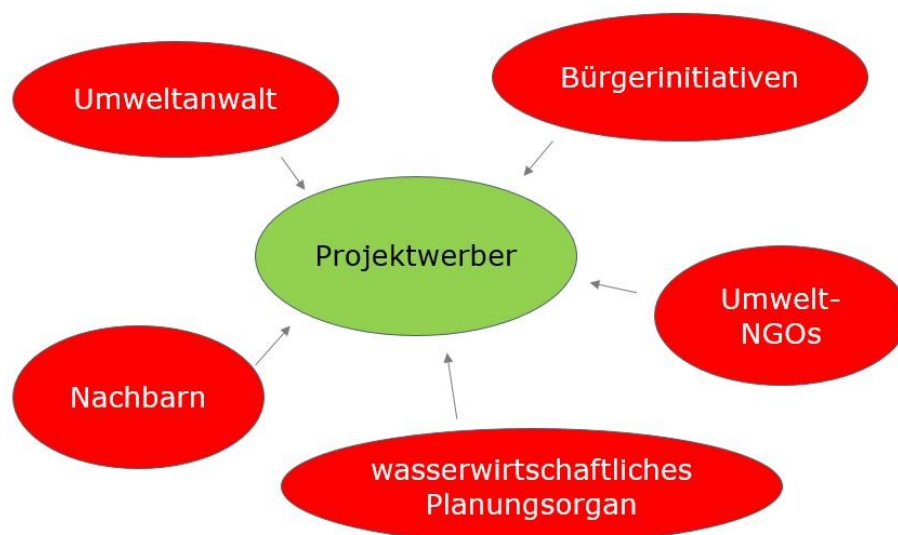 Umweltanwalt
Bürgerinitiativen
Projektwerber
Umwelt-
NGOs
Nachbarn
wasserwirtschaftliches
Planungsorgan